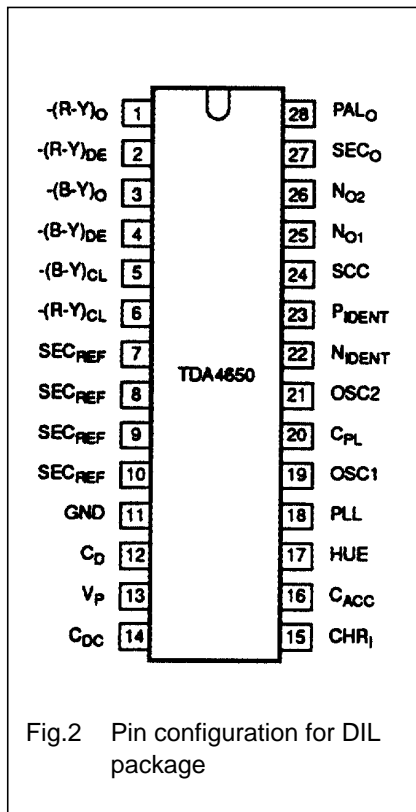 -(R-Y)O 1
-(R-Y)DE 2
-(B-Y)O 3
-(B-Y)DE 4
-(B-Y)CL 5
-(R-Y)CL 6
SECREF 7
SECREF 8
SECREF 9
SECREF 10
GND 11
CD 12
VP 13
CDC 14
TDA4650
28 PALO
27 SECO
26 NO2
25 NO1
24 SCC
23 PIDENT
22 NIDENT
21 OSC2
20 CPL
19 OSC1
18 PLL
17 HUE
16 CACC
15 CHRI
Fig.2 Pin configuration for DIL
package